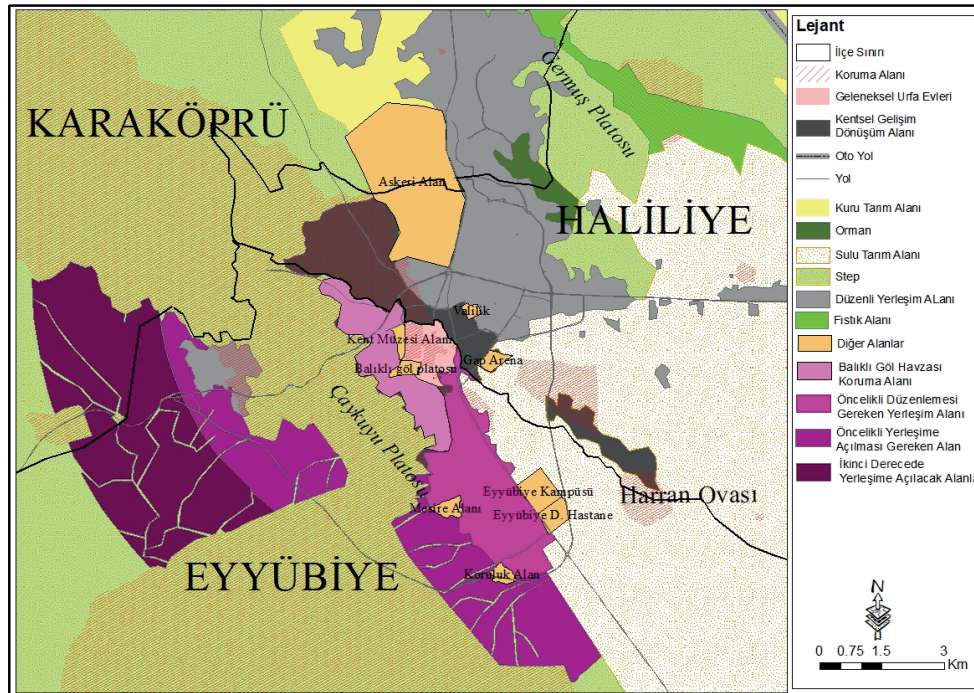 KARAKÖPRÜ
Germuş Platosu
Askeri Alan
HALİLİYE
Valilik
Kent Müzesi Alanı
Gap Arena
Balıklı göl platosu
Çaykuyu Platosu
Eyyübiye Kampüsü
Harran Ovası
Mesire Alanı
Eyyübiye D. Hastane
EYYÜBİYE
Koruluk Alan
Lejant
İlçe Sınırı
Koruma Alanı
Geleneksel Urfa Evleri
Kentsel Gelişim
Dönüşüm Alanı
Oto Yol
Yol
Kuru Tarım Alanı
Orman
Sulu Tarım Alanı
Step
Düzenli Yerleşim ALanı
Fıstık Alanı
Diğer Alanlar
Balıklı Göl Havzası
Koruma Alanı
Öncelikli Düzenlemesi
Gereken Yerleşim Alanı
Öncelikli Yerleşime
Açılması Gereken Alan
İkinci Derecede
Yerleşime Açılacak Alanla
N
0 0.75 1.5 3
Km